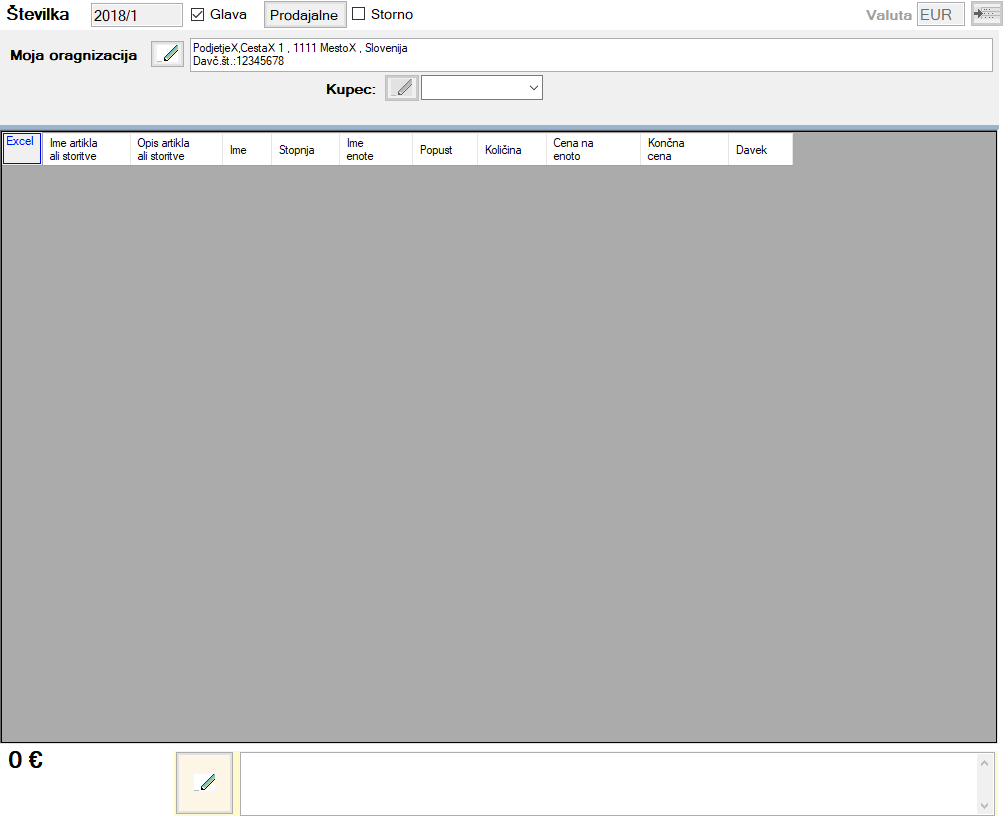 Številka 2018/1 Glava Prodajalne Storno Valuta EUR
Moja oragnizacija
PodjetjeX,CestaX 1 , 1111 MestoX , Slovenija
Davč.št.:12345678
Kupec:
Excel
Ime artikla
ali storitve
Opis artikla
ali storitve
Ime
Stopnja
Ime
enote
Popust
Količina
Cena na
enoto
Končna
cena
Davek
0 €